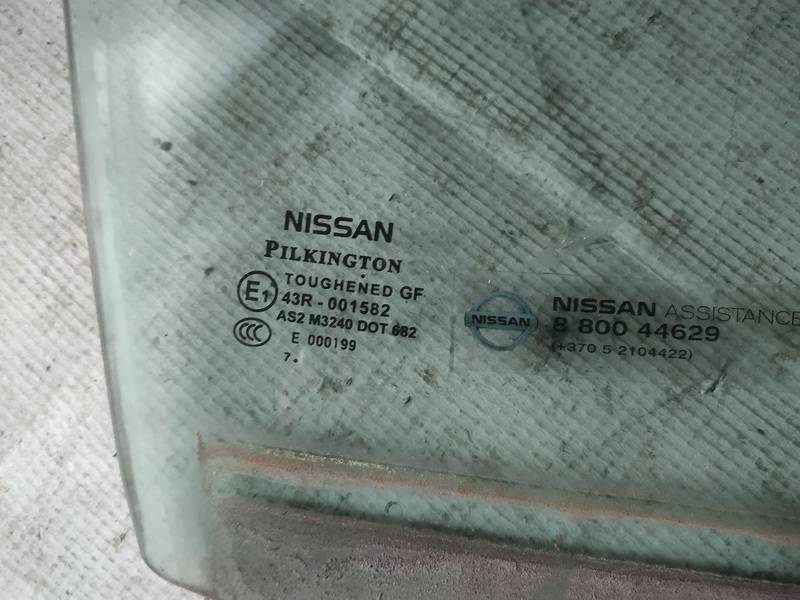 NISSAN
PILKINGTON
TOUGHENED GF
E1
43R - 001582
AS2 M3240 DOT 682
CCC
E 000199
7 .
NISSAN
NISSAN ASSISTANCE
8 800 44629
(+370 5 2104422)